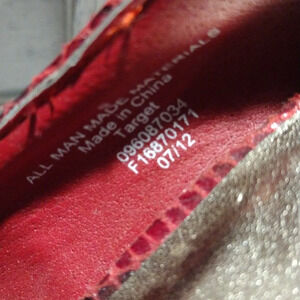 ALL MAN MADE MATERIALS
Made in China
Target
096087034
F16870171
07/12